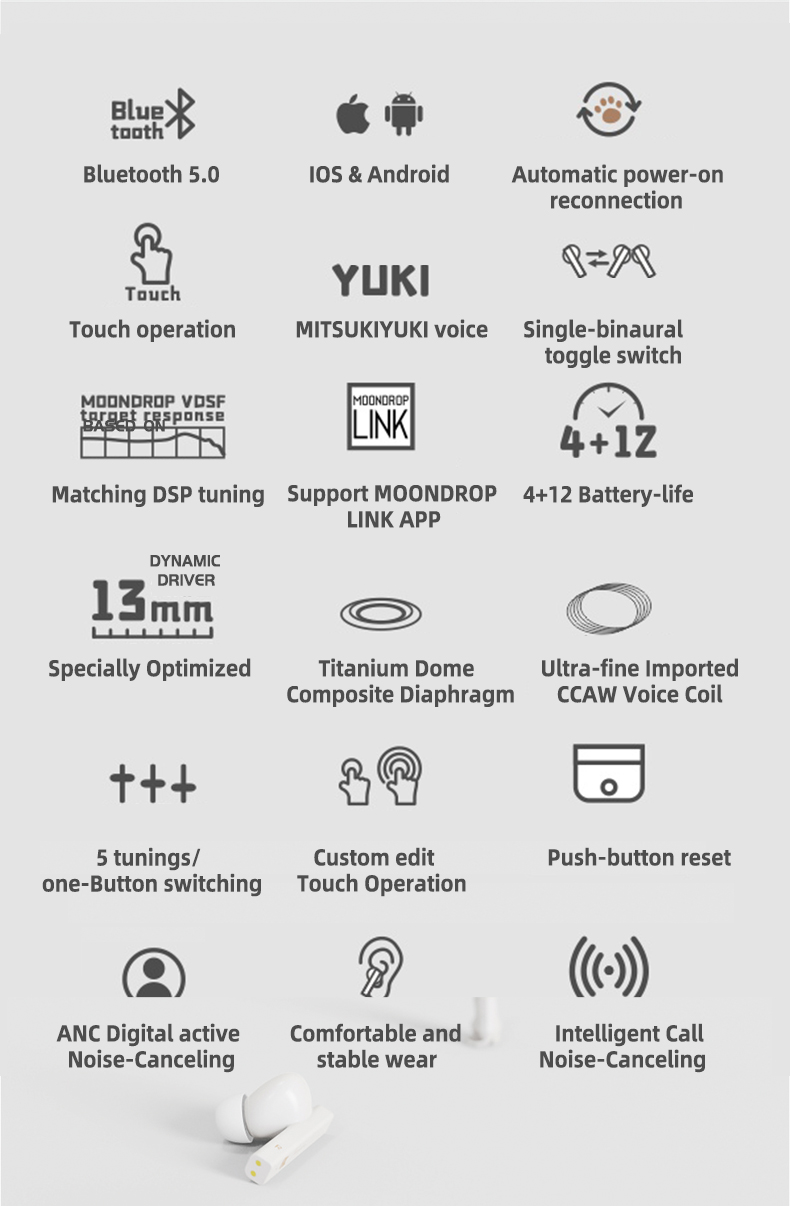 Blue
tooth
Bluetooth 5.0
IOS & Android
Automatic power-on
reconnection
Touch
Touch operation
YUKI
MITSUKIYUKI voice
Single-binaural
toggle switch
MOONDROP VDSF
target response
BASED ON
Matching DSP tuning
MOONDROP
LINK
Support MOONDROP
LINK APP
4+12
4+12 Battery-life
DYNAMIC
DRIVER
13mm
Specially Optimized
Titanium Dome
Composite Diaphragm
Ultra-fine Imported
CCAW Voice Coil
5 tunings/
one-Button switching
Custom edit
Touch Operation
Push-button reset
ANC Digital active
Noise-Canceling
Comfortable and
stable wear
Intelligent Call
Noise-Canceling